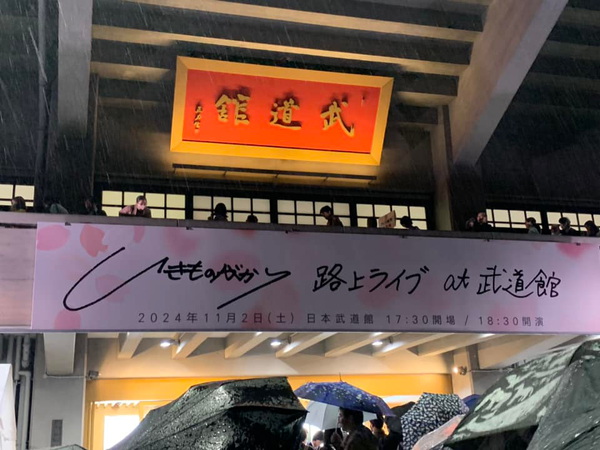 武道館
いきものがかり 路上ライブ at 武道館
2024年11月2日(土) 日本武道館 17:30開場 / 18:30開演